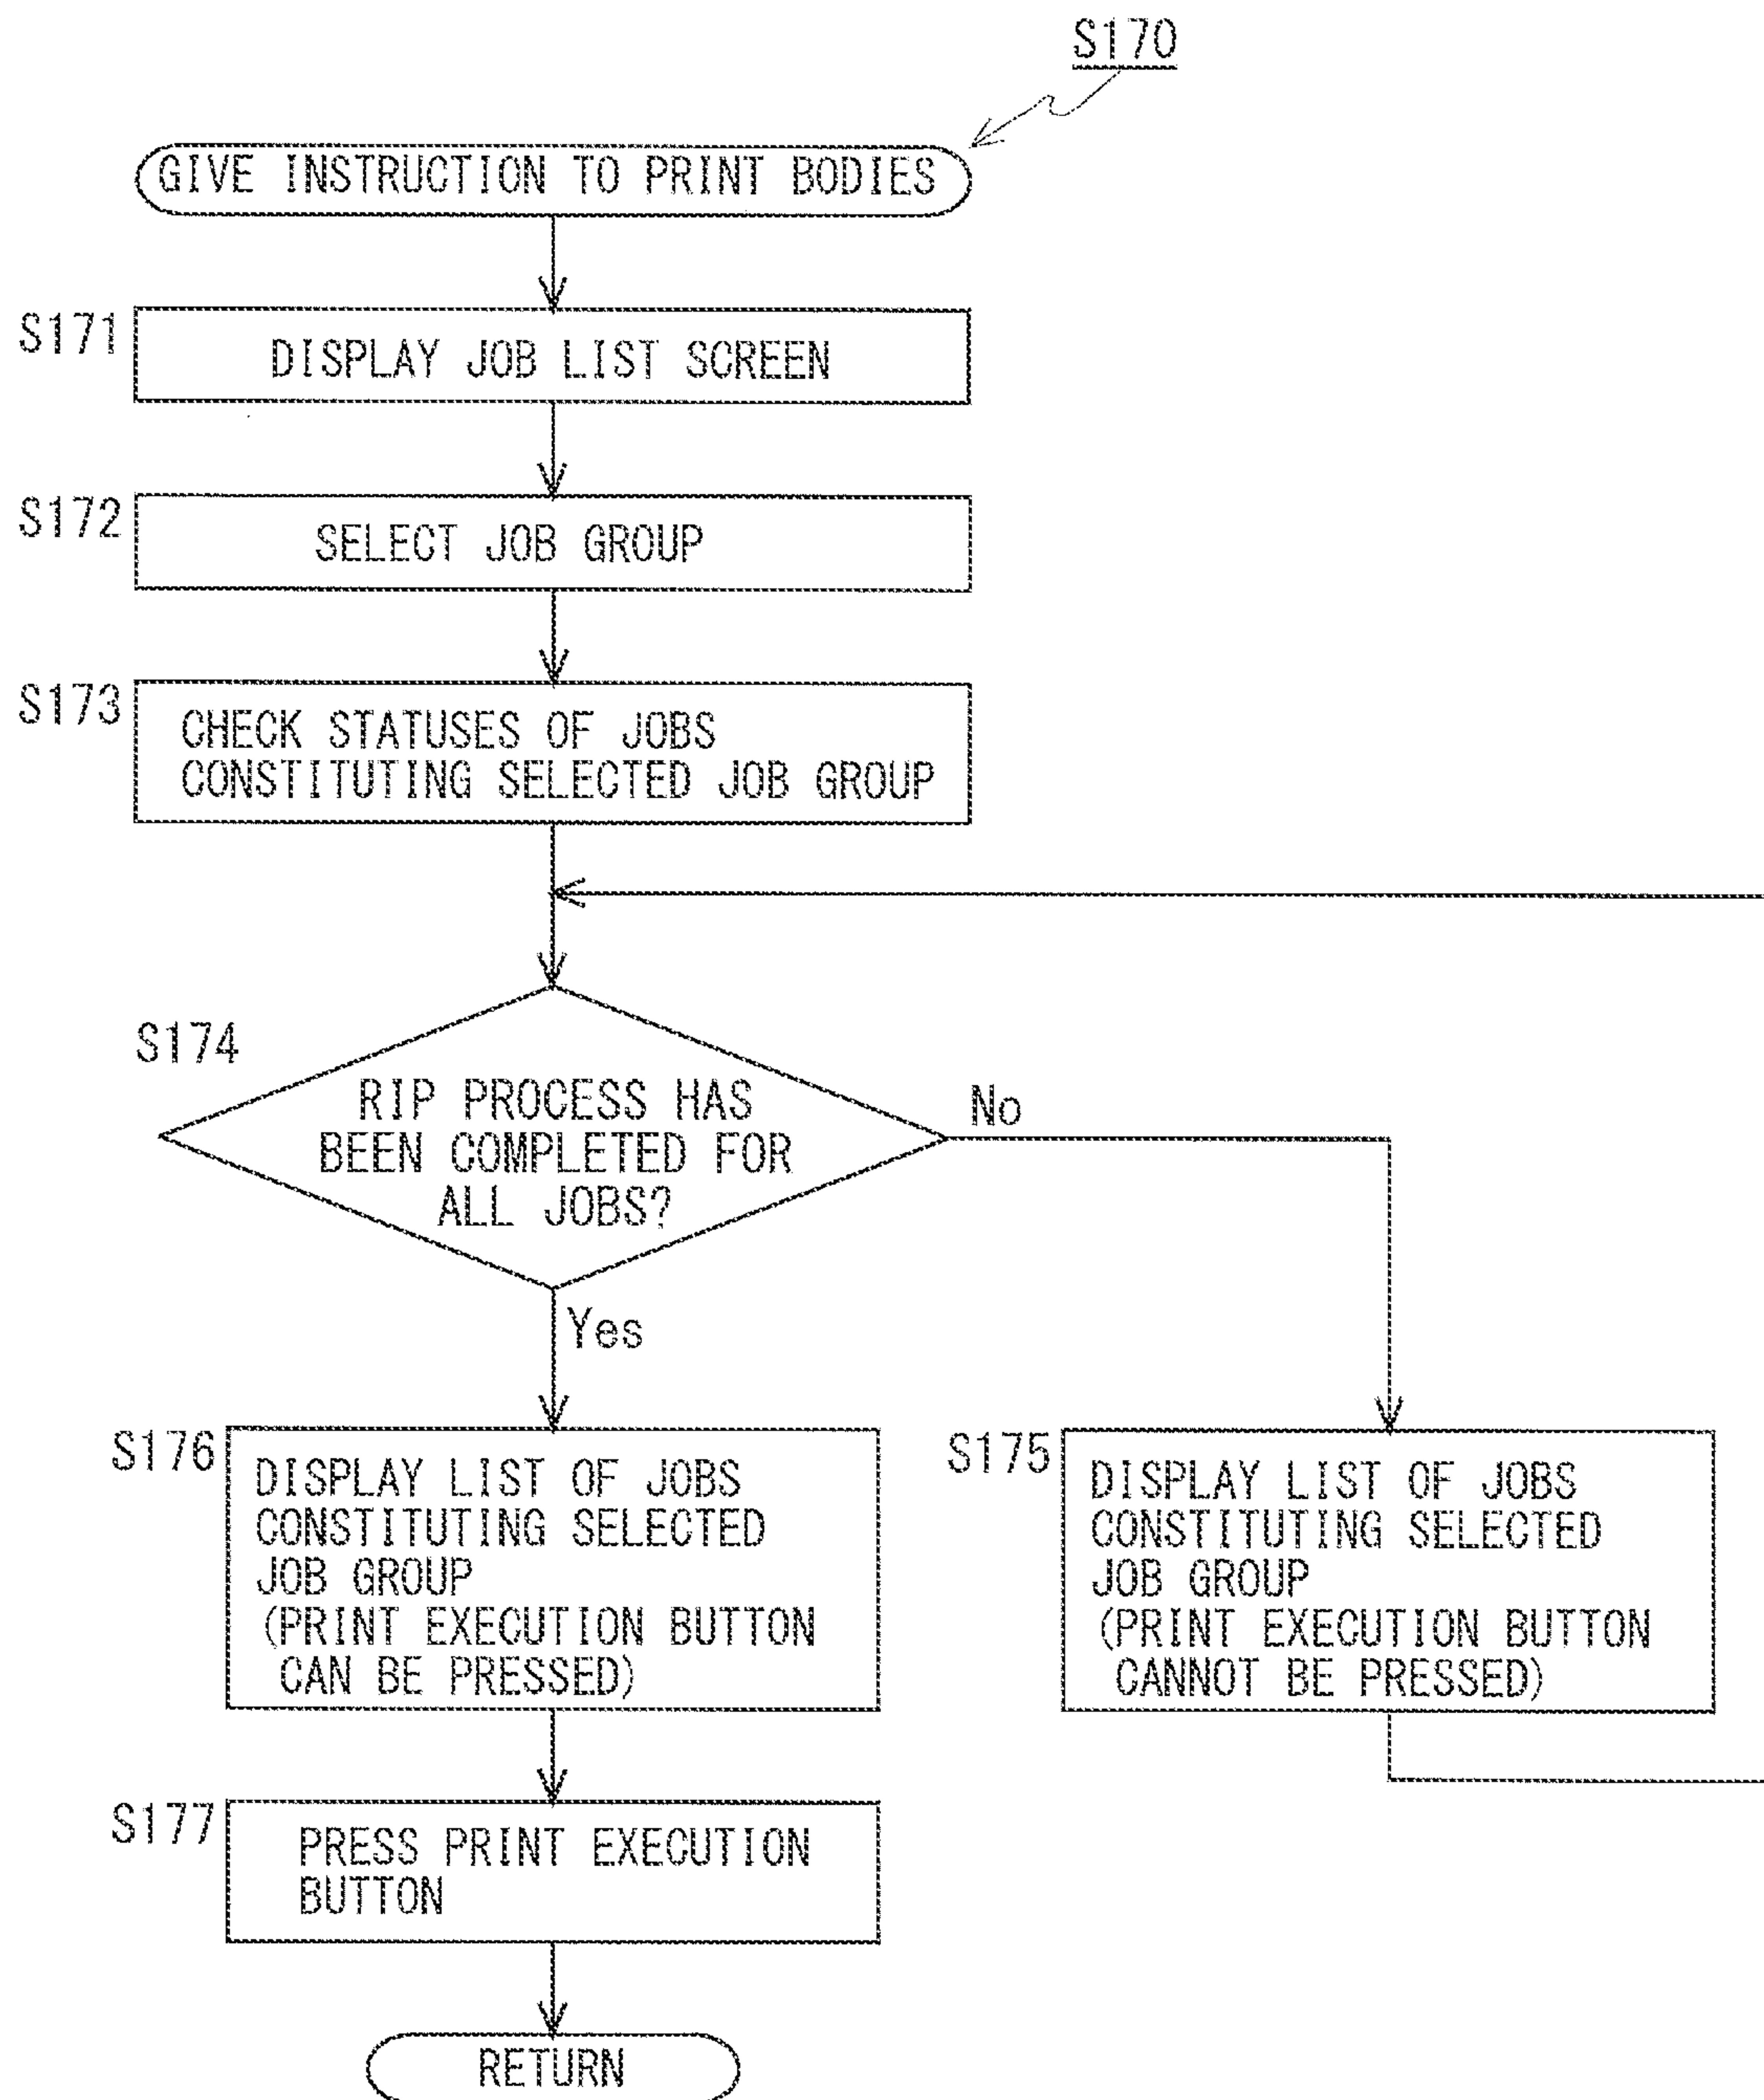 S170
GIVE INSTRUCTION TO PRINT BODIES
S171
DISPLAY JOB LIST SCREEN
S172
SELECT JOB GROUP
S173
CHECK STATUSES OF JOBS
CONSTITUTING SELECTED JOB GROUP
S174
RIP PROCESS HAS
BEEN COMPLETED FOR
ALL JOBS?
No
Yes
S176
DISPLAY LIST OF JOBS
CONSTITUTING SELECTED
JOB GROUP
(PRINT EXECUTION BUTTON
CAN BE PRESSED)
S175
DISPLAY LIST OF JOBS
CONSTITUTING SELECTED
JOB GROUP
(PRINT EXECUTION BUTTON
CANNOT BE PRESSED)
S177
PRESS PRINT EXECUTION
BUTTON
RETURN